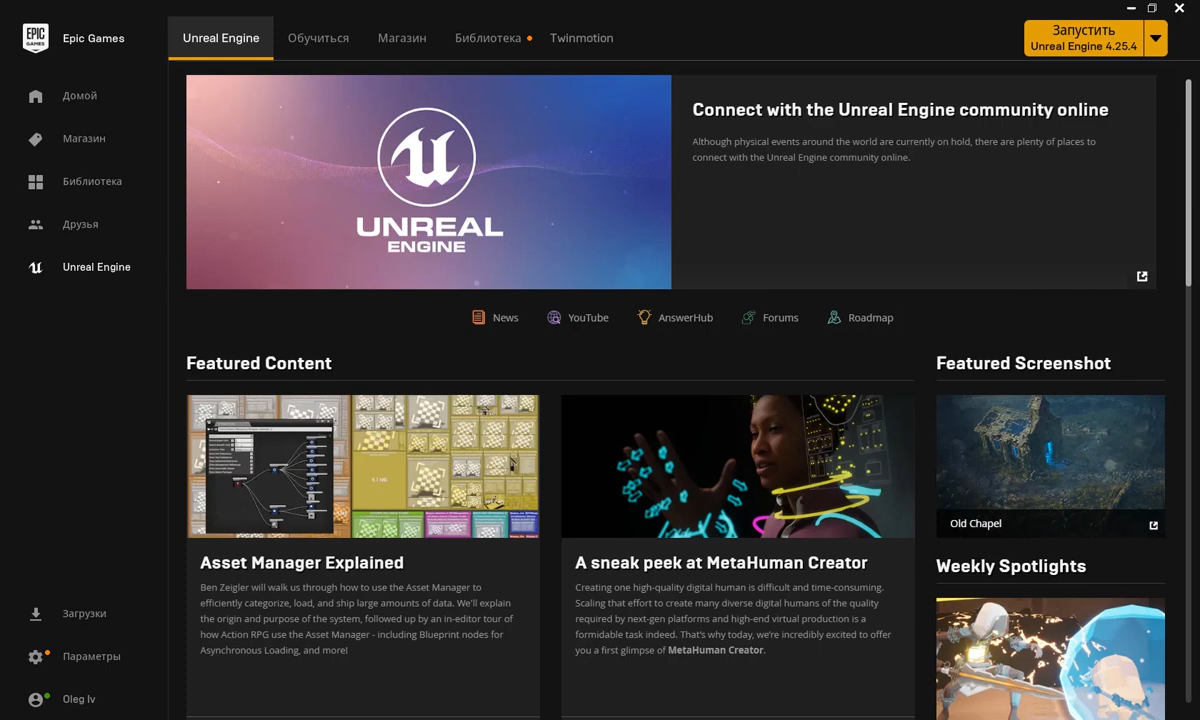 EPIC
GAMES
Epic Games
Unreal Engine
Обучиться
Магазин
Библиотека
Twinmotion
Запустить
Unreal Engine 4.25.4
Домой
Магазин
Библиотека
Друзья
Unreal Engine
UNREAL
ENGINE
Connect with the Unreal Engine community online
Although physical events around the world are currently on hold, there are plenty of places to
connect with the Unreal Engine community online.
News
YouTube
AnswerHub
Forums
Roadmap
Featured Content
Featured Screenshot
Old Chapel
Asset Manager Explained
Ben Zeigler will walk us through how to use the Asset Manager to
efficiently categorize, load, and ship large amounts of data. We'll explain
the origin and purpose of the system, followed up by an in-editor tour of
how Action RPG use the Asset Manager - including Blueprint nodes for
Asynchronous Loading, and more!
A sneak peek at MetaHuman Creator
Creating one high-quality digital human is difficult and time-consuming.
Scaling that effort to create many diverse digital humans of the quality
required by next-gen platforms and high-end virtual production is a
formidable task indeed. That's why today, we're incredibly excited to offer
you a first glimpse of MetaHuman Creator.
Weekly Spotlights
Загрузки
Параметры
Oleg lv